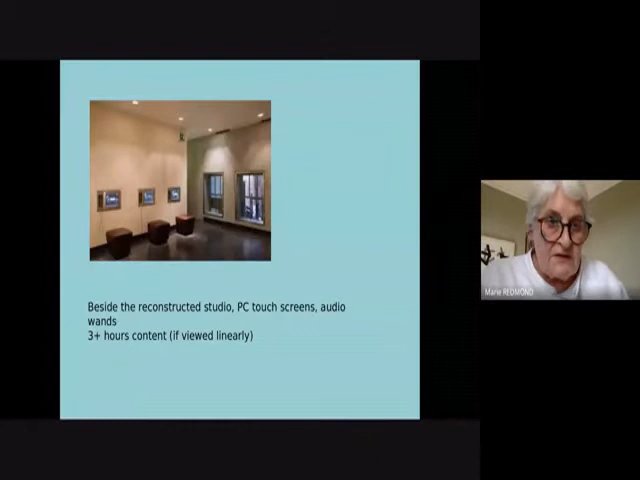 Beside the reconstructed studio, PC touch screens, audio
wands
3+ hours content (if viewed linearly)
Marie REDMOND